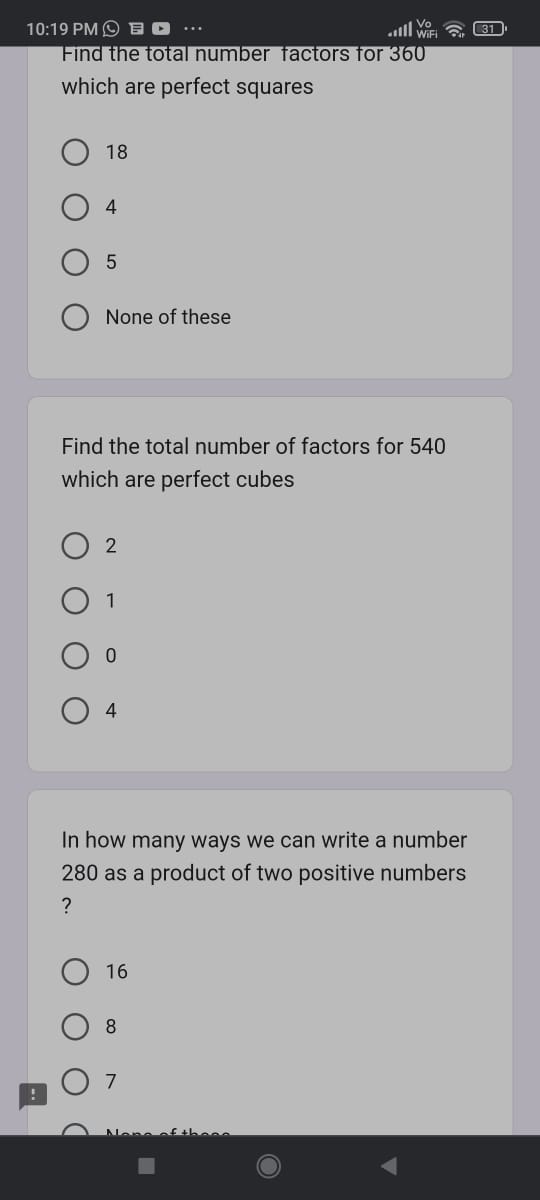 10:19 PM ... Vo WiFi 31
Find the total number factors for 360
which are perfect squares
18
4
5
None of these
Find the total number of factors for 540
which are perfect cubes
2
1
0
4
In how many ways we can write a number
280 as a product of two positive numbers
?
16
8
7
None of these